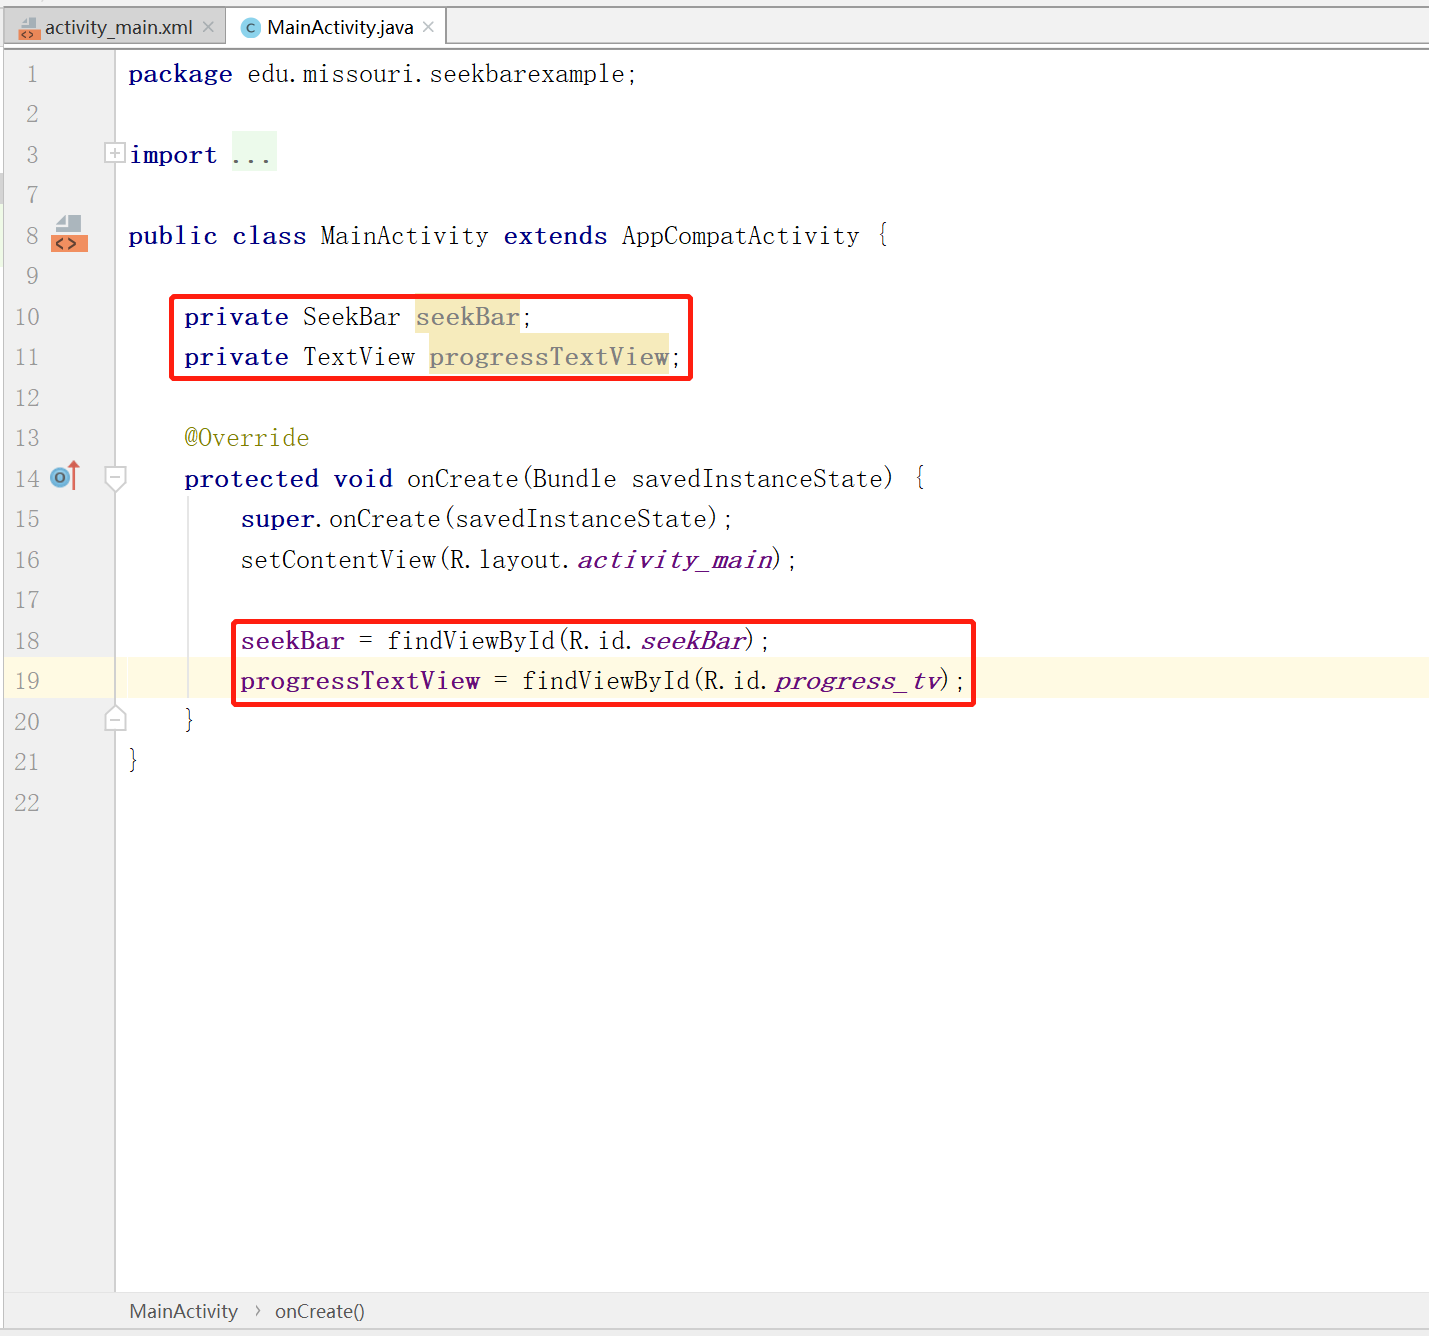 activity_main.xml
MainActivity.java
1 package edu.missouri.seekbarexample;
2
3 import ...
7
8 public class MainActivity extends AppCompatActivity {
9
10 private SeekBar seekBar;
11 private TextView progressTextView;
12
13 @Override
14 protected void onCreate(Bundle savedInstanceState) {
15 super.onCreate(savedInstanceState);
16 setContentView(R.layout.activity_main);
17
18 seekBar = findViewById(R.id.seekBar);
19 progressTextView = findViewById(R.id.progress_tv);
20 }
21 }
22
MainActivity › onCreate()